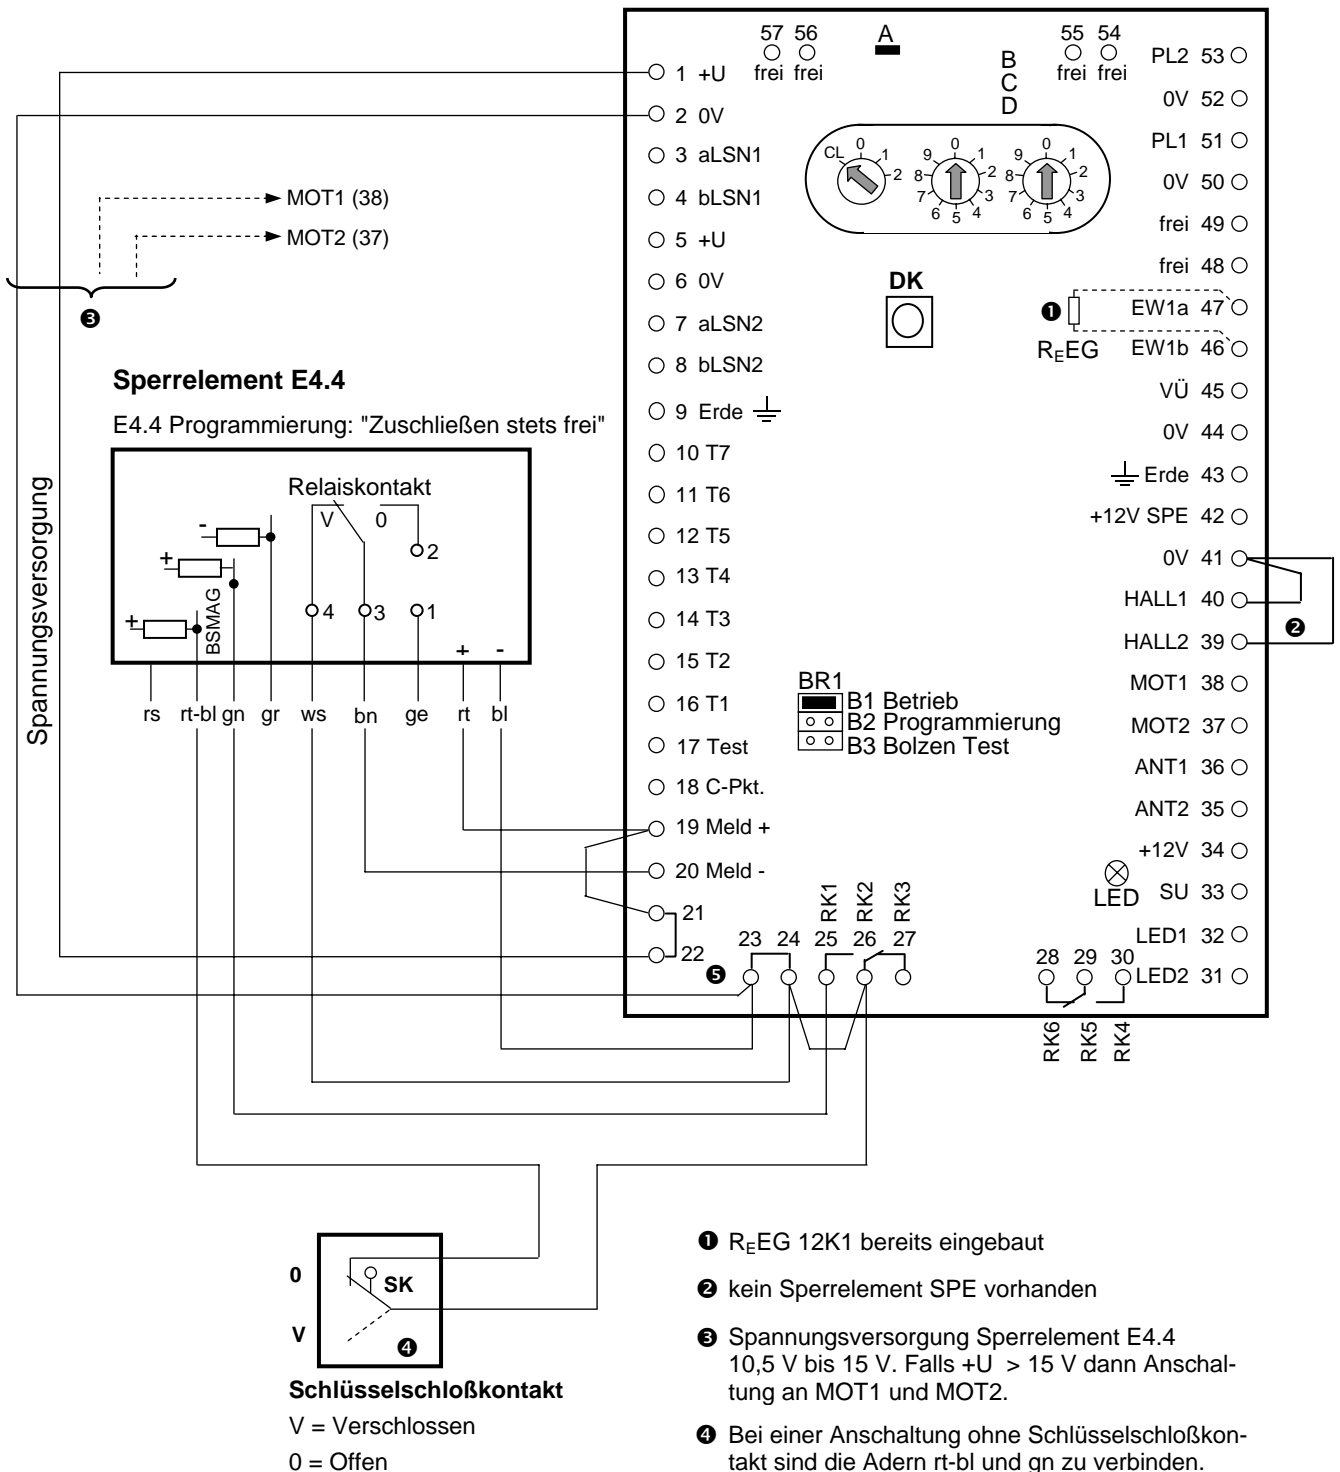 57 56
frei frei
A
B
C
D
55 54
frei frei
1 +U
2 0V
3 aLSN1
4 bLSN1
5 +U
6 0V
7 aLSN2
8 bLSN2
9 Erde
10 T7
11 T6
12 T5
13 T4
14 T3
15 T2
16 T1
17 Test
18 C-Pkt.
19 Meld +
20 Meld -
21
22
PL2 53
0V 52
PL1 51
0V 50
frei 49
frei 48
EW1a 47
EW1b 46
VÜ 45
0V 44
Erde 43
+12V SPE 42
0V 41
HALL1 40
HALL2 39
MOT1 38
MOT2 37
ANT1 36
ANT2 35
+12V 34
SU 33
LED1 32
LED2 31
CL 0 1 2
0 1 2 3 4 5 6 7 8 9
0 1 2 3 4 5 6 7 8 9
DK
❶
REEG
❷
BR1
B1 Betrieb
B2 Programmierung
B3 Bolzen Test
LED
RK1 RK2 RK3
23 24 25 26 27
❺
28 29 30
RK6 RK5 RK4
MOT1 (38)
MOT2 (37)
❸
Spannungsversorgung
Sperrelement E4.4
E4.4 Programmierung: "Zuschließen stets frei"
Relaiskontakt
V 0
-
+
+
BSMAG
2
4 3 1
+ -
rs rt-bl gn gr ws bn ge rt bl
0
SK
V
❹
Schlüsselschloßkontakt
V = Verschlossen
0 = Offen
❶ REEG 12K1 bereits eingebaut
❷ kein Sperrelement SPE vorhanden
❸ Spannungsversorgung Sperrelement E4.4
10,5 V bis 15 V. Falls +U > 15 V dann Anschal-
tung an MOT1 und MOT2.
❹ Bei einer Anschaltung ohne Schlüsselschloßkon-
takt sind die Adern rt-bl und gn zu verbinden.